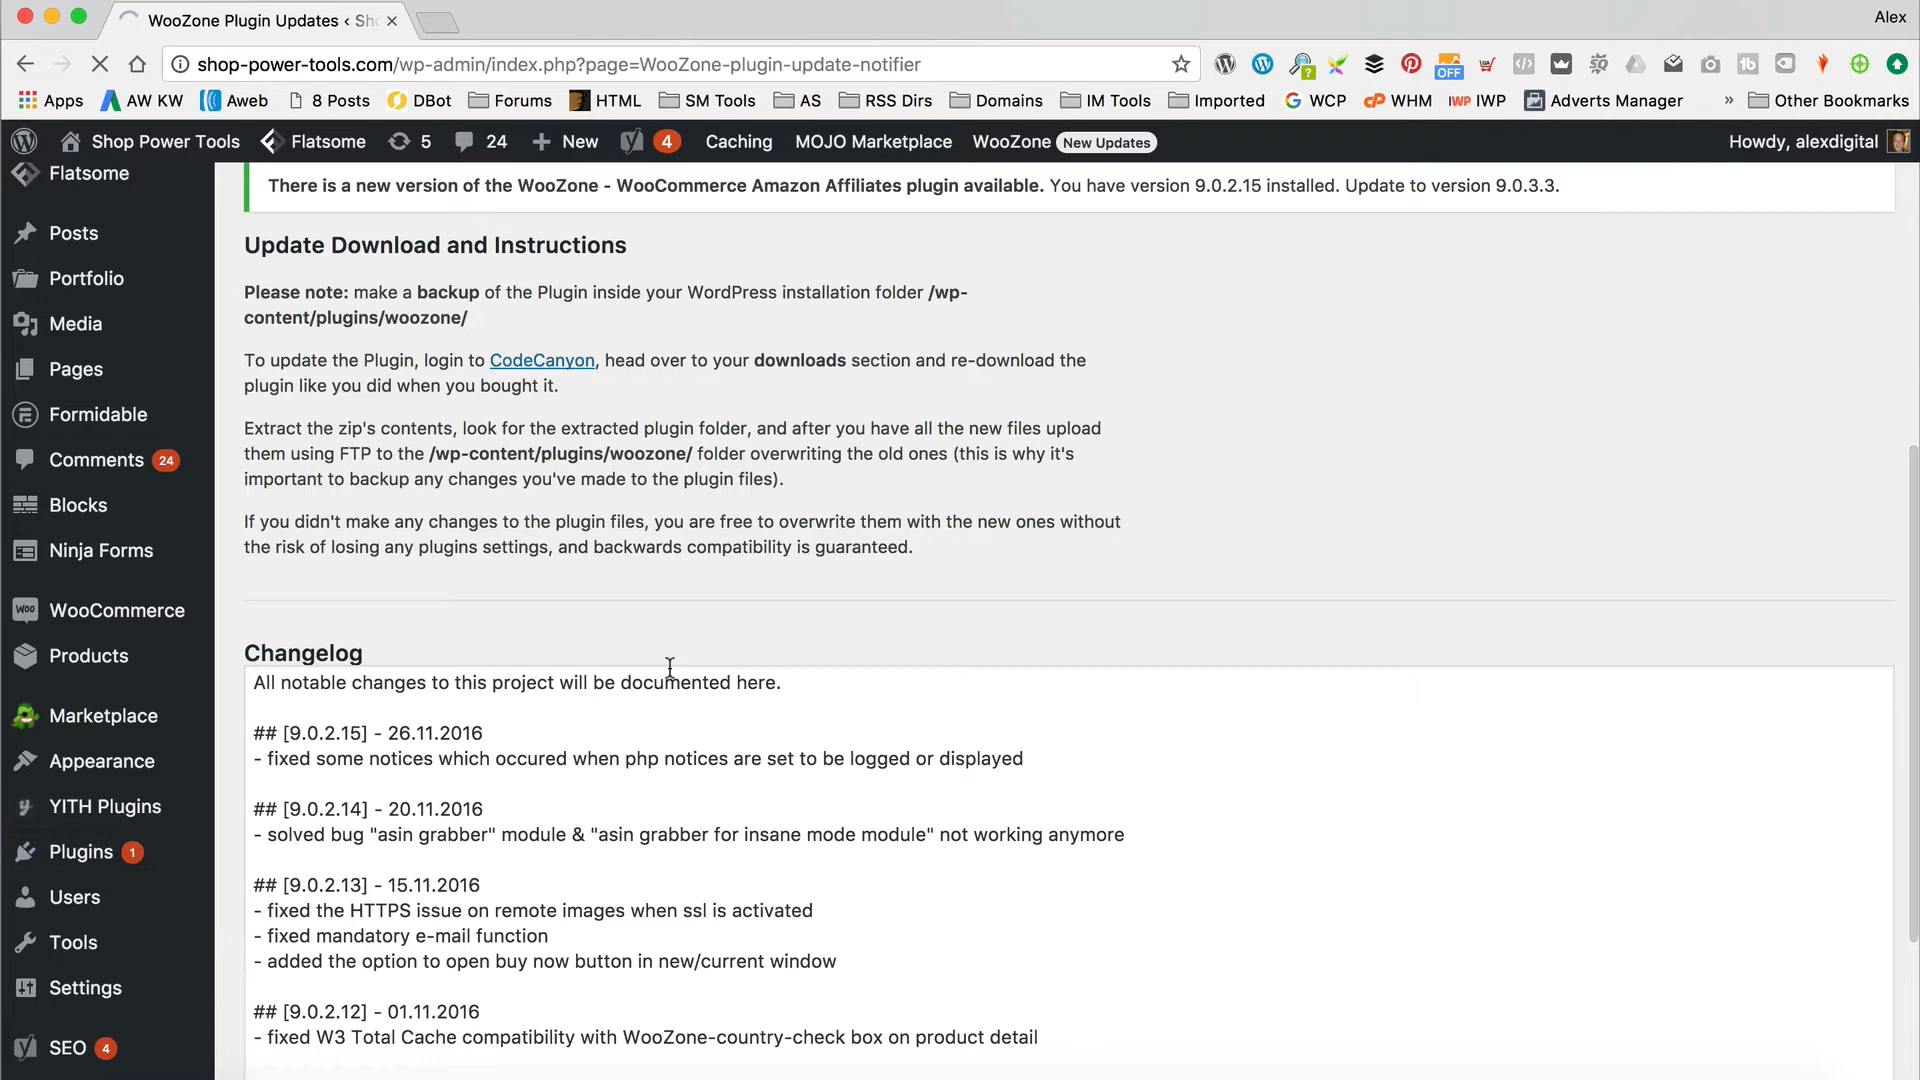 WooZone Plugin Updates ‹ Sho
Alex
shop-power-tools.com/wp-admin/index.php?page=WooZone-plugin-update-notifier
OFF
Apps AW KW Aweb 8 Posts DBot Forums HTML SM Tools AS RSS Dirs Domains IM Tools Imported WCP WHM IWP IWP Adverts Manager » Other Bookmarks
Shop Power Tools Flatsome 5 24 New 4 Caching MOJO Marketplace WooZone New Updates Howdy, alexdigital
Flatsome
Posts
Portfolio
Media
Pages
Formidable
Comments 24
Blocks
Ninja Forms
WooCommerce
Products
Marketplace
Appearance
YITH Plugins
Plugins 1
Users
Tools
Settings
SEO 4
There is a new version of the WooZone - WooCommerce Amazon Affiliates plugin available. You have version 9.0.2.15 installed. Update to version 9.0.3.3.
Update Download and Instructions
Please note: make a backup of the Plugin inside your WordPress installation folder /wp-
content/plugins/woozone/
To update the Plugin, login to CodeCanyon, head over to your downloads section and re-download the
plugin like you did when you bought it.
Extract the zip's contents, look for the extracted plugin folder, and after you have all the new files upload
them using FTP to the /wp-content/plugins/woozone/ folder overwriting the old ones (this is why it's
important to backup any changes you've made to the plugin files).
If you didn't make any changes to the plugin files, you are free to overwrite them with the new ones without
the risk of losing any plugins settings, and backwards compatibility is guaranteed.
Changelog
All notable changes to this project will be documented here.
## [9.0.2.15] - 26.11.2016
- fixed some notices which occured when php notices are set to be logged or displayed
## [9.0.2.14] - 20.11.2016
- solved bug "asin grabber" module & "asin grabber for insane mode module" not working anymore
## [9.0.2.13] - 15.11.2016
- fixed the HTTPS issue on remote images when ssl is activated
- fixed mandatory e-mail function
- added the option to open buy now button in new/current window
## [9.0.2.12] - 01.11.2016
- fixed W3 Total Cache compatibility with WooZone-country-check box on product detail